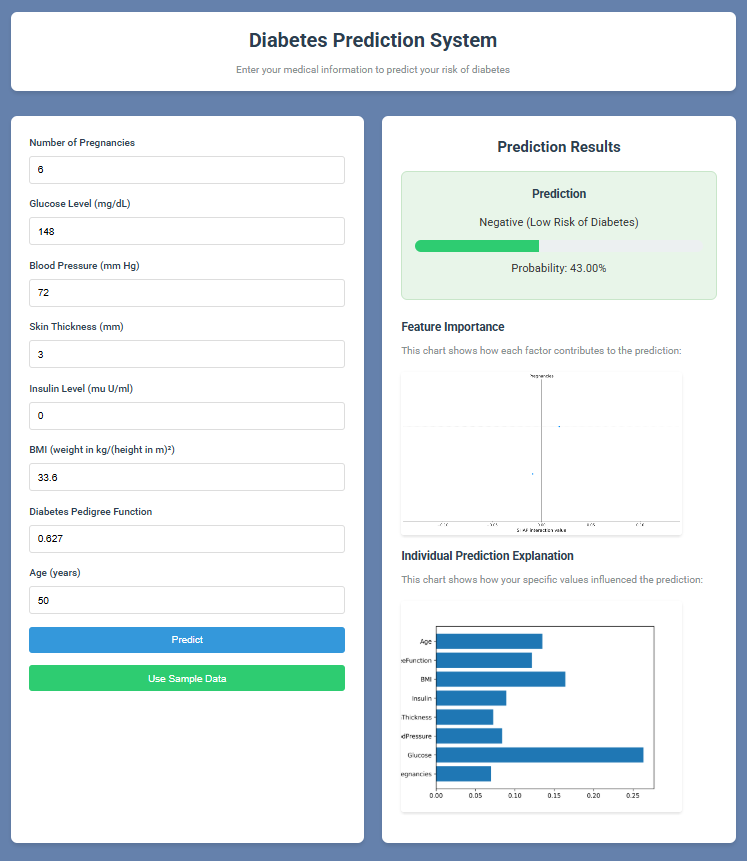 Diabetes Prediction System
Enter your medical information to predict your risk of diabetes
Number of Pregnancies
6
Glucose Level (mg/dL)
148
Blood Pressure (mm Hg)
72
Skin Thickness (mm)
3
Insulin Level (mu U/ml)
0
BMI (weight in kg/(height in m)²)
33.6
Diabetes Pedigree Function
0.627
Age (years)
50
Predict
Use Sample Data
Prediction Results
Prediction
Negative (Low Risk of Diabetes)
Probability: 43.00%
Feature Importance
This chart shows how each factor contributes to the prediction:
Pregnancies
SHAP interaction value
Individual Prediction Explanation
This chart shows how your specific values influenced the prediction:
Age
eFunction
BMI
Insulin
Thickness
dPressure
Glucose
egnancies
0.00 0.05 0.10 0.15 0.20 0.25